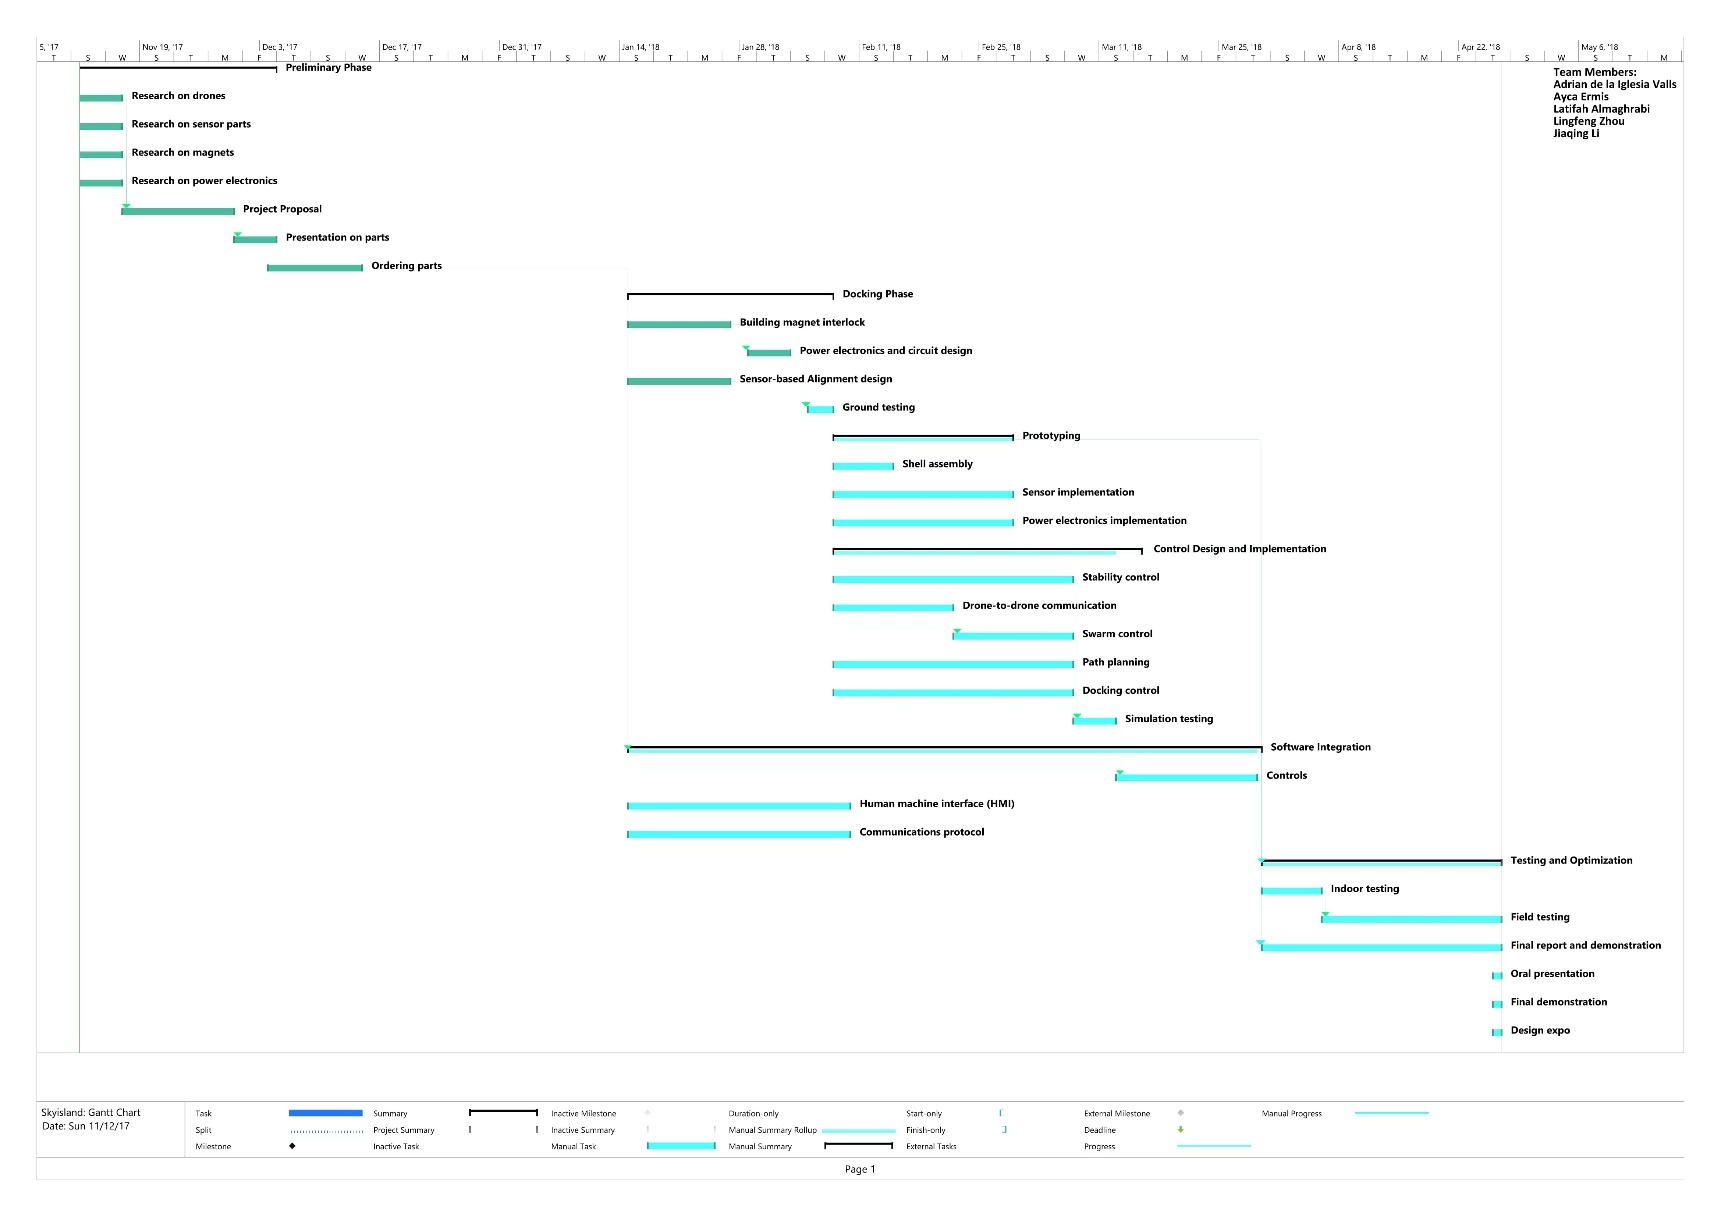 5, '17 Nov 19, '17 Dec 3, '17 Dec 17, '17 Dec 31, '17 Jan 14, '18 Jan 28, '18 Feb 11, '18 Feb 25, '18 Mar 11, '18 Mar 25, '18 Apr 8, '18 Apr 22, '18 May 6, '18
T S W S T M F T W S T M F S W S T M F T S W S T M F T S W S T M F T S W S T M F T S W S T M
Preliminary Phase
Team Members:
Adrian de la Iglesia Valls
Ayca Ermis
Latifah Almaghrabi
Lingfeng Zhou
Jiaqing Li
Research on drones
Research on sensor parts
Research on magnets
Research on power electronics
Project Proposal
Presentation on parts
Ordering parts
Docking Phase
Building magnet interlock
Power electronics and circuit design
Sensor-based Alignment design
Ground testing
Prototyping
Shell assembly
Sensor implementation
Power electronics implementation
Control Design and Implementation
Stability control
Drone-to-drone communication
Swarm control
Path planning
Docking control
Simulation testing
Software Integration
Controls
Human machine interface (HMI)
Communications protocol
Testing and Optimization
Indoor testing
Field testing
Final report and demonstration
Oral presentation
Final demonstration
Design expo
Skyisland: Gantt Chart
Date: Sun 11/12/17
Task Summary Inactive Milestone Duration-only Start-only External Milestone Manual Progress
Split Project Summary Inactive Summary Manual Summary Rollup Finish-only Deadline
Milestone Inactive Task Manual Task Manual Summary External Tasks Progress
Page 1